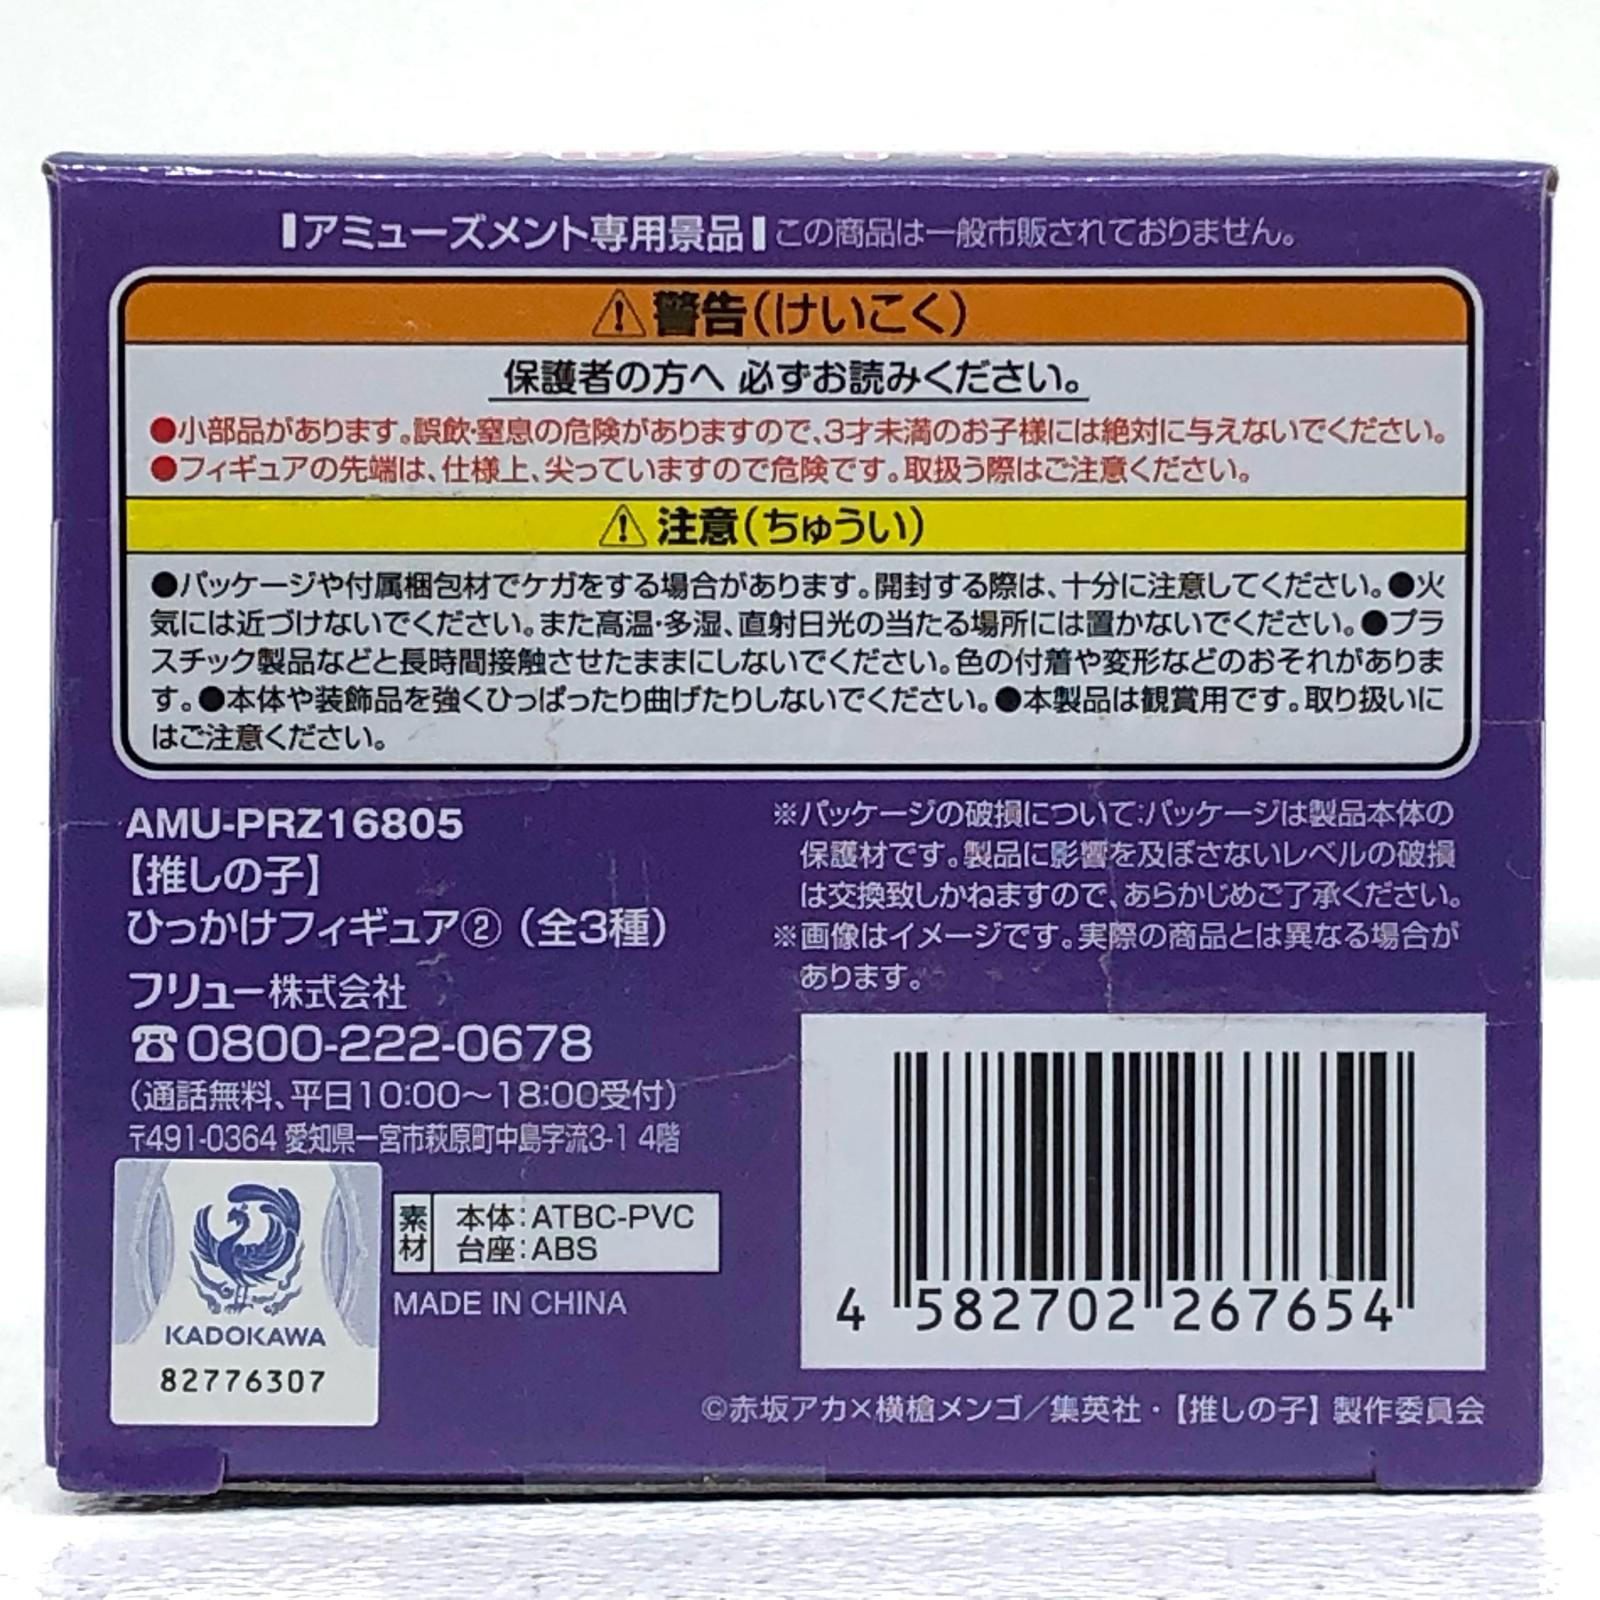 アミューズメント専用景品 この商品は一般市販されておりません。
⚠警告(けいこく)
保護者の方へ 必ずお読みください。
●小部品があります。誤飲・窒息の危険がありますので、3才未満のお子様には絶対に与えないでください。
●フィギュアの先端は、仕様上、尖っていますので危険です。取扱う際はご注意ください。
⚠注意(ちゅうい)
●パッケージや付属梱包材でケガをする場合があります。開封する際は、十分に注意してください。●火
気には近づけないでください。また高温・多湿、直射日光の当たる場所には置かないでください。●プラ
スチック製品などと長時間接触させたままにしないでください。色の付着や変形などのおそれがありま
す。●本体や装飾品を強くひっぱったり曲げたりしないでください。●本製品は観賞用です。取り扱いに
はご注意ください。
AMU-PRZ16805
【推しの子】
ひっかけフィギュア②(全3種)
フリュー株式会社
☎0800-222-0678
(通話無料、平日10:00〜18:00受付)
〒491-0364 愛知県一宮市萩原町中島字流3-1 4階
※パッケージの破損について:パッケージは製品本体の
保護材です。製品に影響を及ぼさないレベルの破損
は交換致しかねますので、あらかじめご了承ください。
※画像はイメージです。実際の商品とは異なる場合が
あります。
KADOKAWA
82776307
素材 本体:ATBC-PVC
台座:ABS
MADE IN CHINA
4 582702 267654
©赤坂アカ×横槍メンゴ/集英社・【推しの子】製作委員会